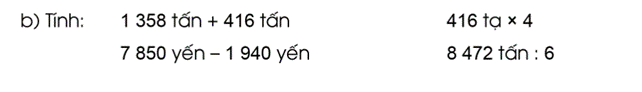 b) Tính: 1 358 tấn + 416 tấn 416 tạ × 4
7 850 yến – 1 940 yến 8 472 tấn : 6